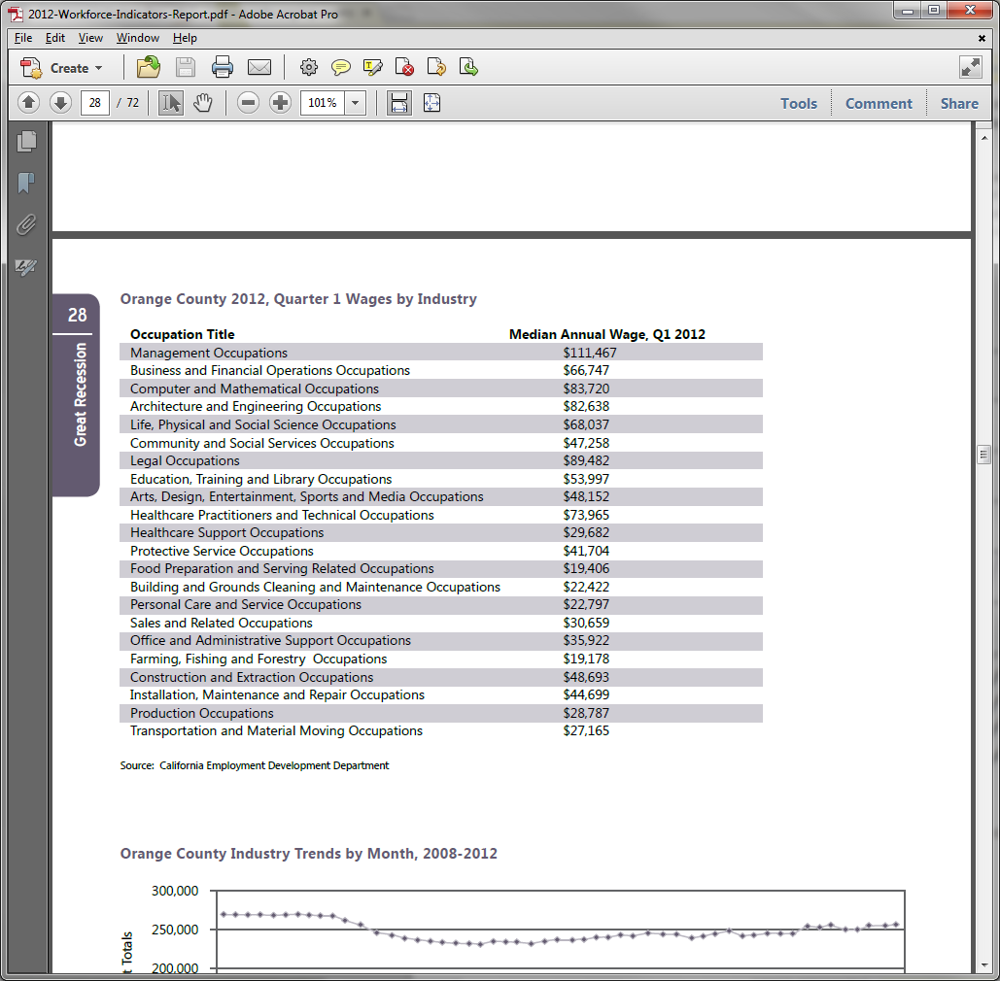 2012-Workforce-Indicators-Report.pdf - Adobe Acrobat Pro
File Edit View Window Help
Create
28 / 72 101% Tools Comment Share
28
Great Recession
Orange County 2012, Quarter 1 Wages by Industry
Occupation Title Median Annual Wage, Q1 2012
Management Occupations $111,467
Business and Financial Operations Occupations $66,747
Computer and Mathematical Occupations $83,720
Architecture and Engineering Occupations $82,638
Life, Physical and Social Science Occupations $68,037
Community and Social Services Occupations $47,258
Legal Occupations $89,482
Education, Training and Library Occupations $53,997
Arts, Design, Entertainment, Sports and Media Occupations $48,152
Healthcare Practitioners and Technical Occupations $73,965
Healthcare Support Occupations $29,682
Protective Service Occupations $41,704
Food Preparation and Serving Related Occupations $19,406
Building and Grounds Cleaning and Maintenance Occupations $22,422
Personal Care and Service Occupations $22,797
Sales and Related Occupations $30,659
Office and Administrative Support Occupations $35,922
Farming, Fishing and Forestry  Occupations $19,178
Construction and Extraction Occupations $48,693
Installation, Maintenance and Repair Occupations $44,699
Production Occupations $28,787
Transportation and Material Moving Occupations $27,165
Source:  California Employment Development Department
Orange County Industry Trends by Month, 2008-2012
300,000
250,000
200,000
t Totals